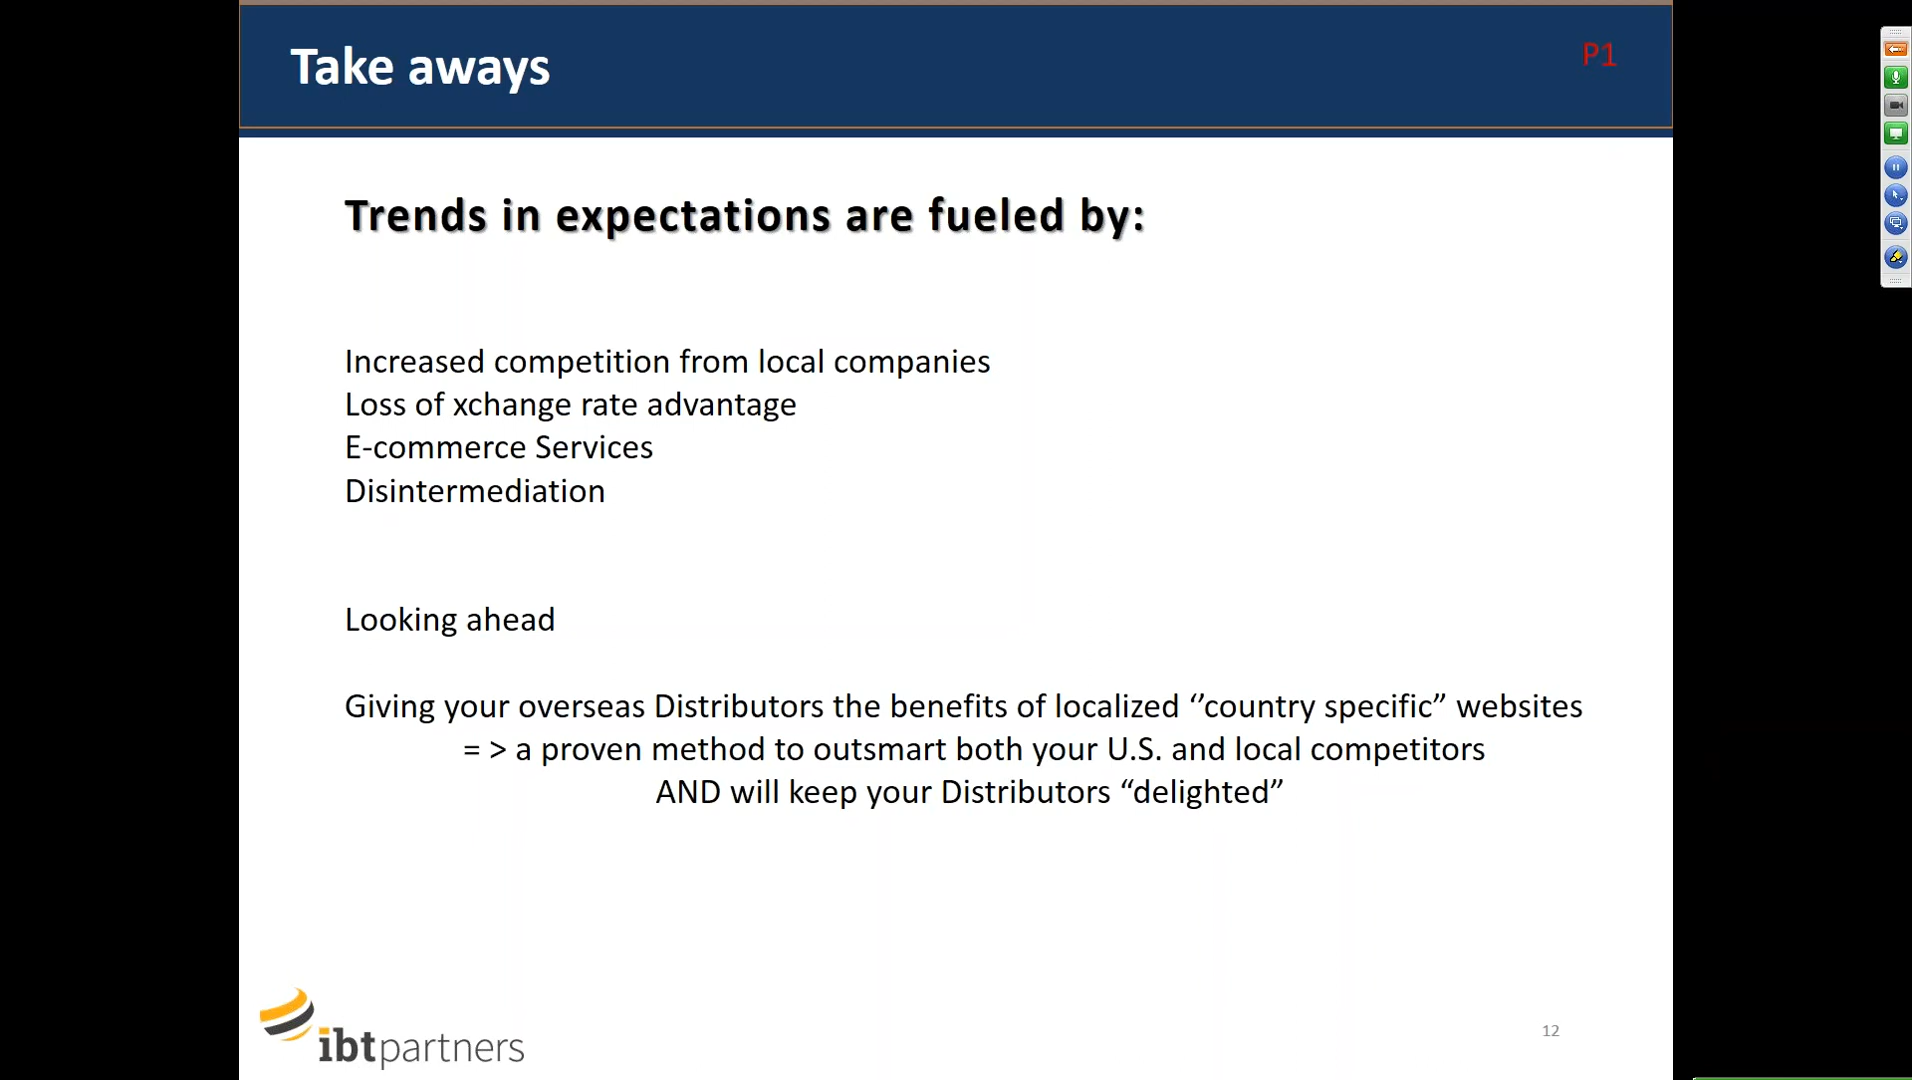 Take aways
P1
Trends in expectations are fueled by:
Increased competition from local companies
Loss of xchange rate advantage
E-commerce Services
Disintermediation
Looking ahead
Giving your overseas Distributors the benefits of localized ‘’country specific” websites
= > a proven method to outsmart both your U.S. and local competitors
AND will keep your Distributors “delighted”
ibtpartners
12